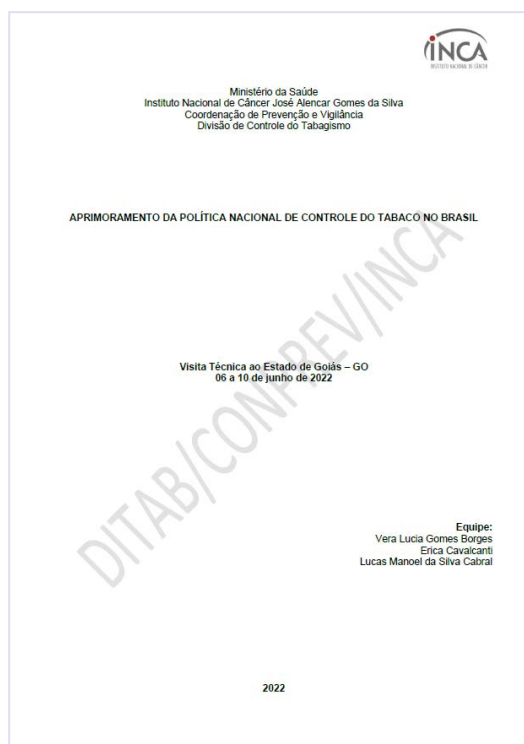 INCA
INSTITUTO NACIONAL DE CÂNCER
Ministério da Saúde
Instituto Nacional de Câncer José Alencar Gomes da Silva
Coordenação de Prevenção e Vigilância
Divisão de Controle do Tabagismo
APRIMORAMENTO DA POLÍTICA NACIONAL DE CONTROLE DO TABACO NO BRASIL
DITAB/CONPREV/INCA
Visita Técnica ao Estado de Goiás – GO
06 a 10 de junho de 2022
Equipe:
Vera Lucia Gomes Borges
Erica Cavalcanti
Lucas Manoel da Silva Cabral
2022